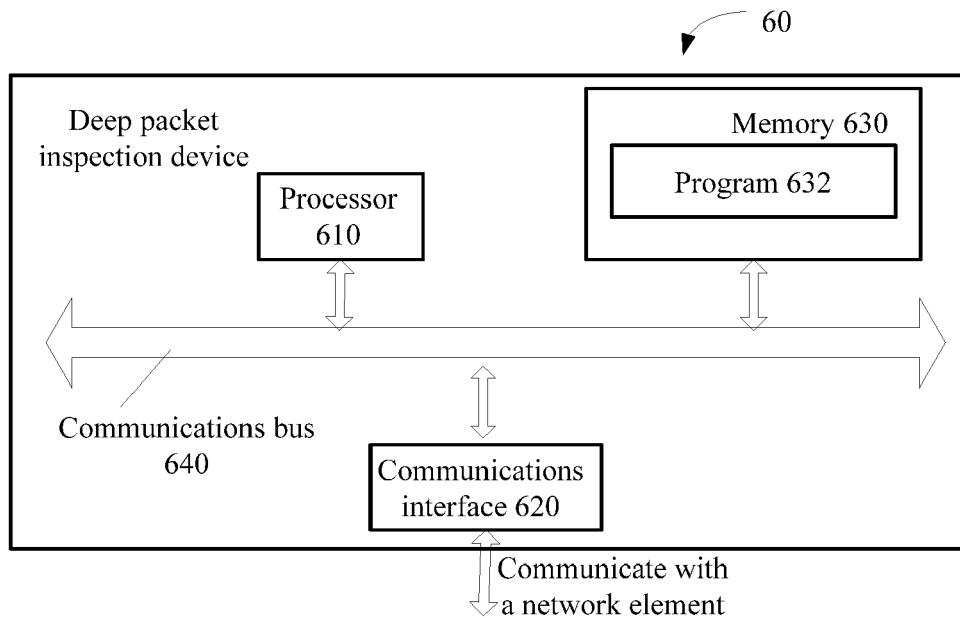 60
Deep packet
inspection device
Memory 630
Program 632
Processor
610
Communications bus
640
Communications
interface 620
Communicate with
a network element